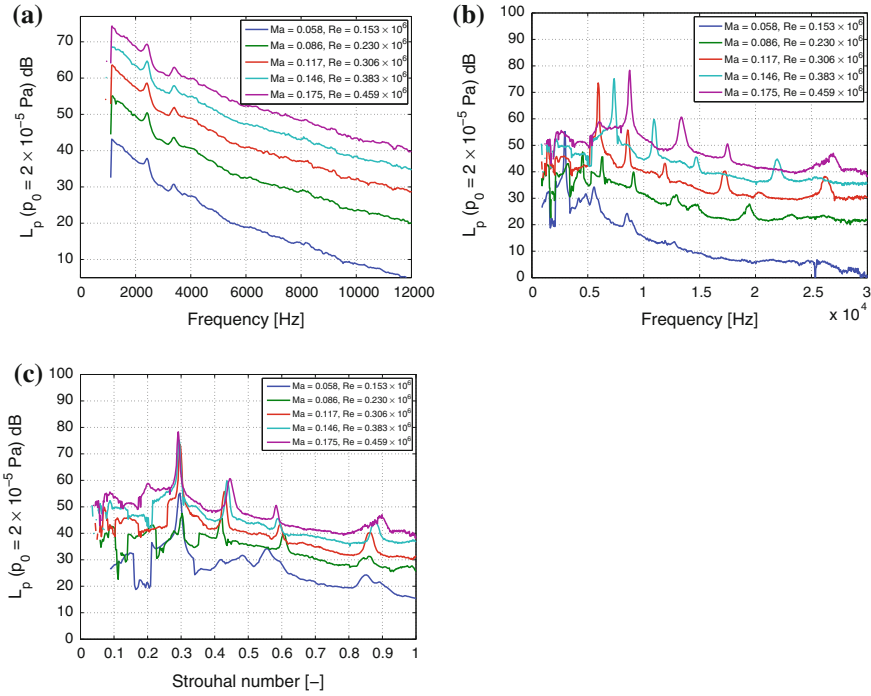 (a)
70
60
50
40
30
20
10
L_p (p_0 = 2 × 10^-5 Pa) dB
0 2000 4000 6000 8000 10000 12000
Frequency [Hz]
Ma = 0.058, Re = 0.153 × 10^6
Ma = 0.086, Re = 0.230 × 10^6
Ma = 0.117, Re = 0.306 × 10^6
Ma = 0.146, Re = 0.383 × 10^6
Ma = 0.175, Re = 0.459 × 10^6
(b)
100
90
80
70
60
50
40
30
20
10
0
L_p (p_0 = 2 × 10^-5 Pa) dB
0 0.5 1 1.5 2 2.5 3
x 10^4
Frequency [Hz]
Ma = 0.058, Re = 0.153 × 10^6
Ma = 0.086, Re = 0.230 × 10^6
Ma = 0.117, Re = 0.306 × 10^6
Ma = 0.146, Re = 0.383 × 10^6
Ma = 0.175, Re = 0.459 × 10^6
(c)
100
90
80
70
60
50
40
30
20
10
0
L_p (p_0 = 2 × 10^-5 Pa) dB
0 0.1 0.2 0.3 0.4 0.5 0.6 0.7 0.8 0.9 1
Strouhal number [–]
Ma = 0.058, Re = 0.153 × 10^6
Ma = 0.086, Re = 0.230 × 10^6
Ma = 0.117, Re = 0.306 × 10^6
Ma = 0.146, Re = 0.383 × 10^6
Ma = 0.175, Re = 0.459 × 10^6